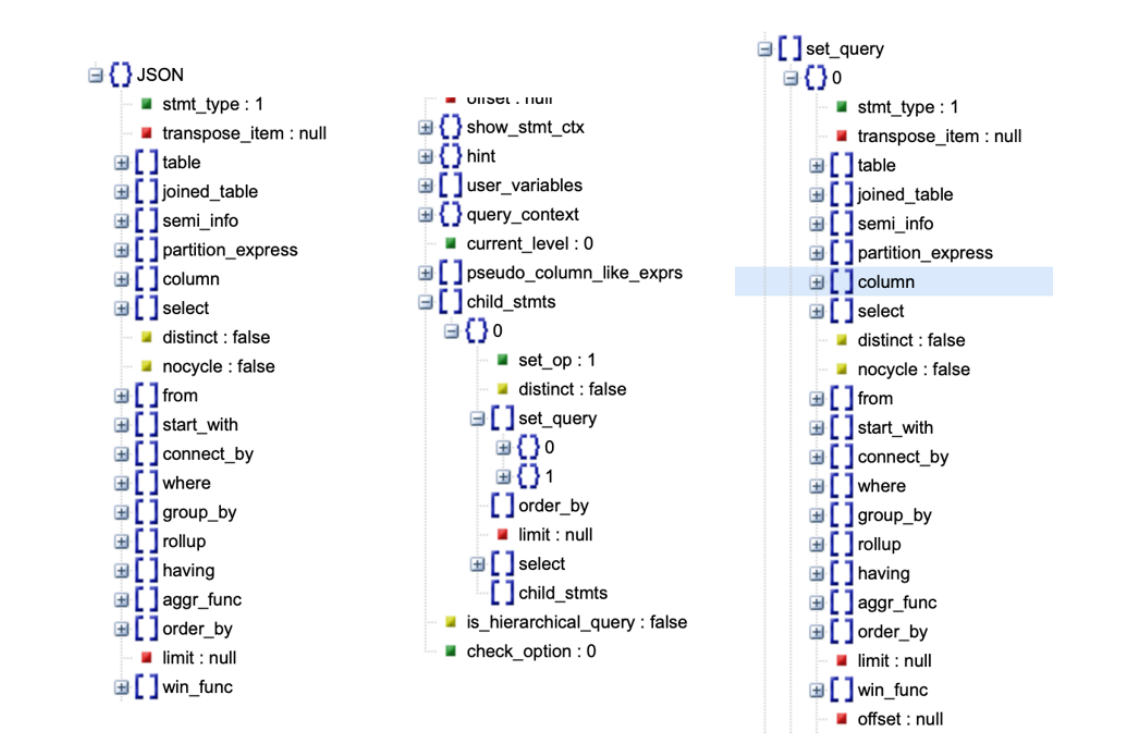 JSON
stmt_type : 1
transpose_item : null
table
joined_table
semi_info
partition_express
column
select
distinct : false
nocycle : false
from
start_with
connect_by
where
group_by
rollup
having
aggr_func
order_by
limit : null
win_func
offset : null
show_stmt_ctx
hint
user_variables
query_context
current_level : 0
pseudo_column_like_exprs
child_stmts
0
set_op : 1
distinct : false
set_query
0
1
order_by
limit : null
select
child_stmts
is_hierarchical_query : false
check_option : 0
set_query
0
stmt_type : 1
transpose_item : null
table
joined_table
semi_info
partition_express
column
select
distinct : false
nocycle : false
from
start_with
connect_by
where
group_by
rollup
having
aggr_func
order_by
limit : null
win_func
offset : null